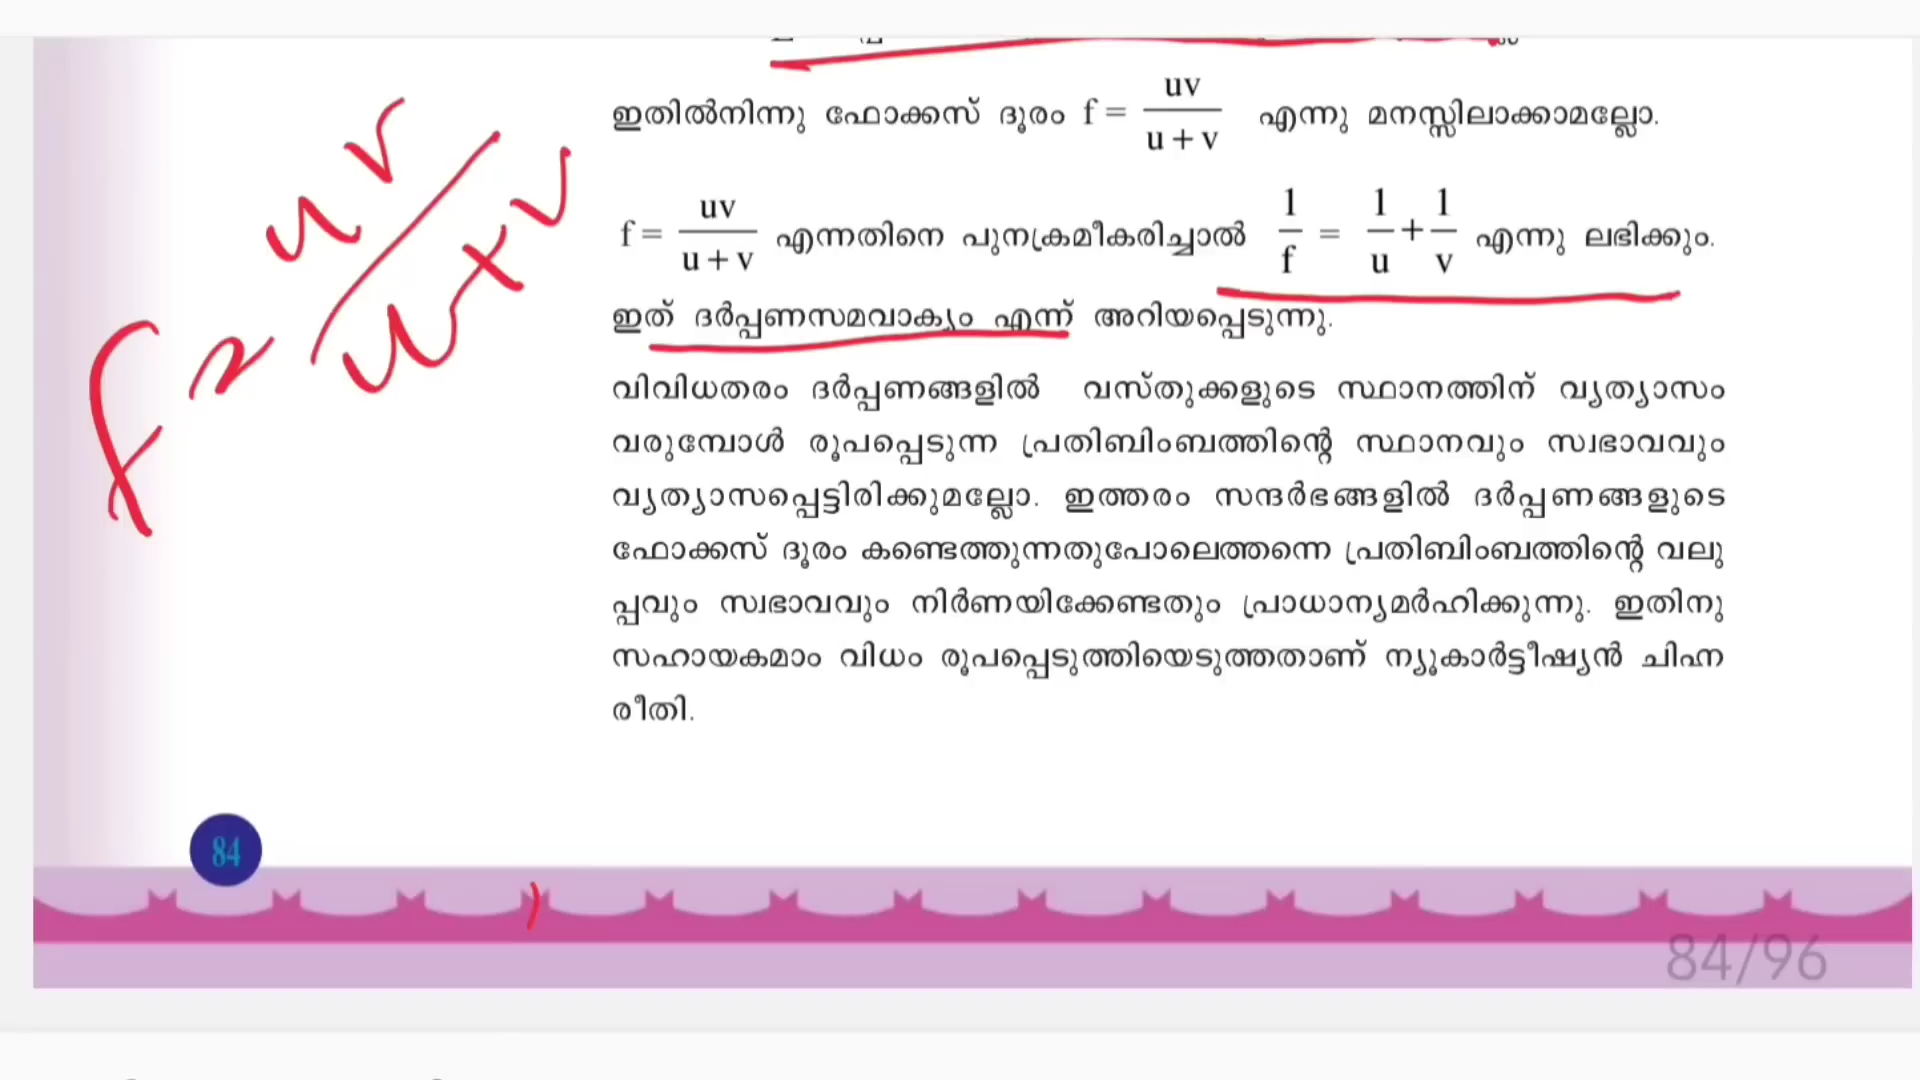 ഇതിൽനിന്നു ഫോക്കസ് ദൂരം f = uv / u + v എന്നു മനസ്സിലാക്കാമല്ലോ.
f = uv / u + v എന്നതിനെ പുനഃക്രമീകരിച്ചാൽ 1/f = 1/u + 1/v എന്നു ലഭിക്കും.
ഇത് ദർപ്പണസമവാക്യം എന്ന് അറിയപ്പെടുന്നു.
വിവിധതരം ദർപ്പണങ്ങളിൽ വസ്തുക്കളുടെ സ്ഥാനത്തിന് വ്യത്യാസം
വരുമ്പോൾ രൂപപ്പെടുന്ന പ്രതിബിംബത്തിന്റെ സ്ഥാനവും സ്വഭാവവും
വ്യത്യാസപ്പെട്ടിരിക്കുമല്ലോ. ഇത്തരം സന്ദർഭങ്ങളിൽ ദർപ്പണങ്ങളുടെ
ഫോക്കസ് ദൂരം കണ്ടെത്തുന്നതുപോലെത്തന്നെ പ്രതിബിംബത്തിന്റെ വലു
പ്പവും സ്വഭാവവും നിർണയിക്കേണ്ടതും പ്രാധാന്യമർഹിക്കുന്നു. ഇതിനു
സഹായകമാം വിധം രൂപപ്പെടുത്തിയെടുത്തതാണ് ന്യൂകാർട്ടീഷ്യൻ ചിഹ്ന
രീതി.
f = uv / u+v
84
84/96